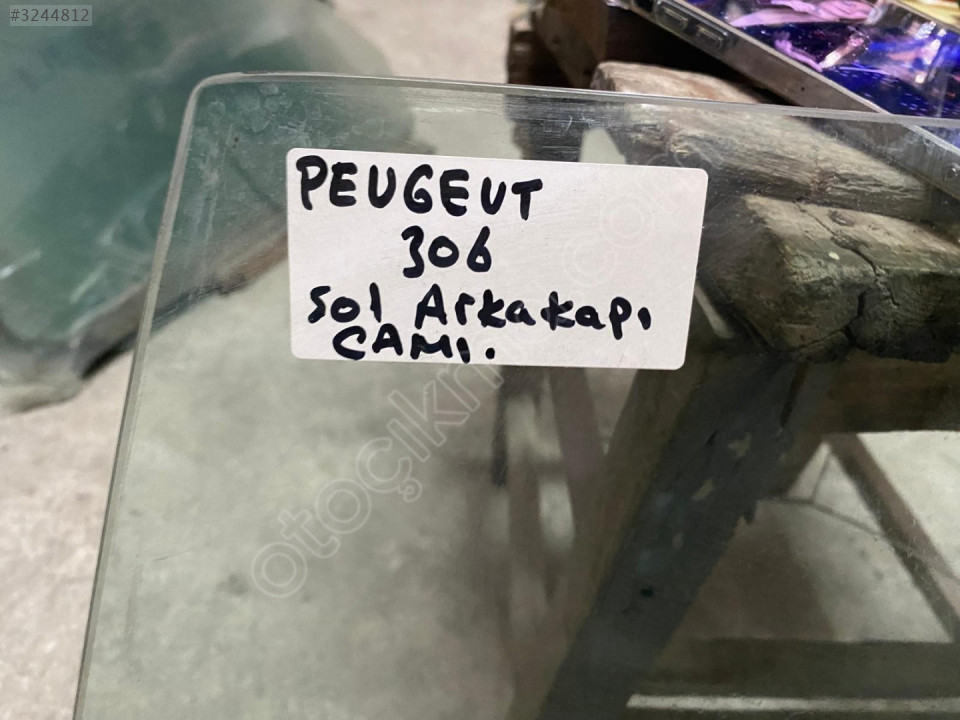 #3244812
PEUGEUT
306
Sol Arkakapı
CAMI.
otoçıkma.com